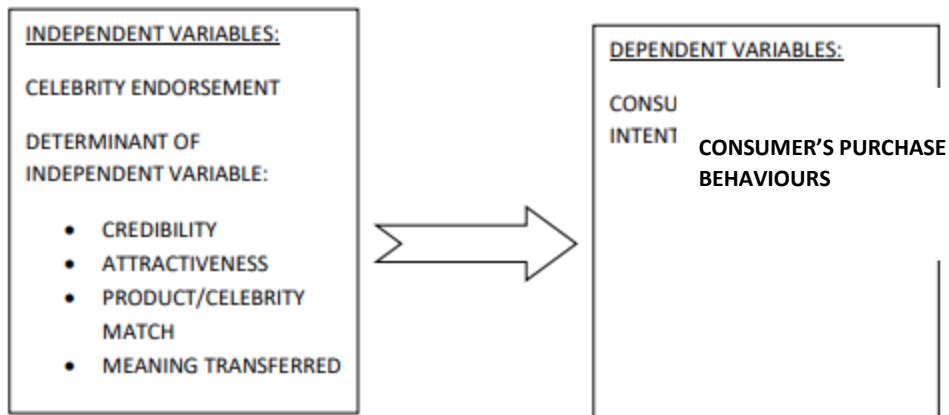 INDEPENDENT VARIABLES:
CELEBRITY ENDORSEMENT
DETERMINANT OF
INDEPENDENT VARIABLE:
• CREDIBILITY
• ATTRACTIVENESS
• PRODUCT/CELEBRITY
MATCH
• MEANING TRANSFERRED
DEPENDENT VARIABLES:
CONSU
INTENT
CONSUMER’S PURCHASE
BEHAVIOURS